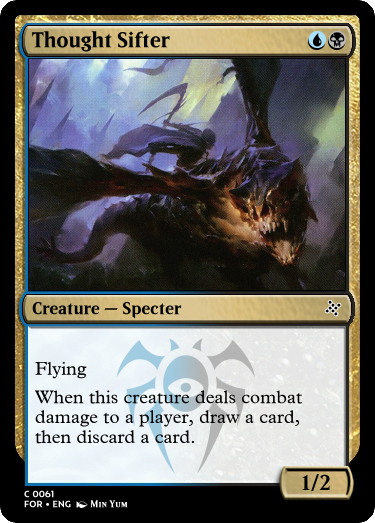 Thought Sifter
Creature — Specter
Flying
When this creature deals combat
damage to a player, draw a card,
then discard a card.
1/2
C 0061
FOR • ENG Min Yum